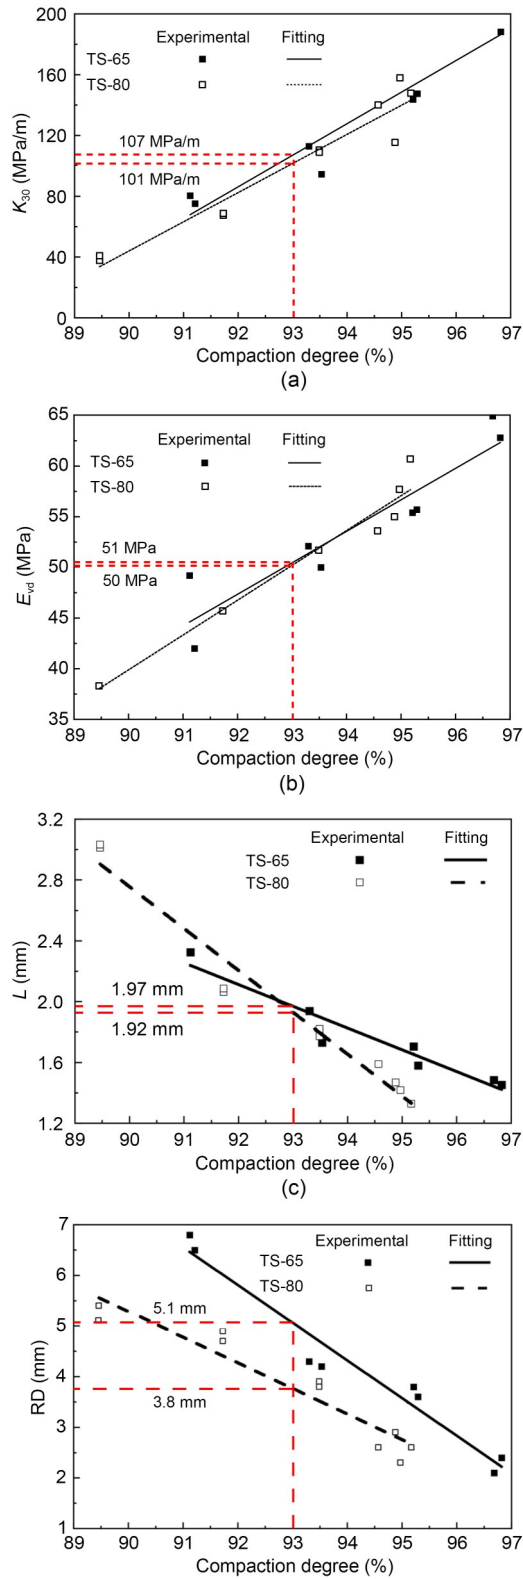 200
Experimental Fitting
TS-65
160
TS-80
120
107 MPa/m
K30 (MPa/m)
101 MPa/m
80
40
0
89 90 91 92 93 94 95 96 97
Compaction degree (%)
(a)
65
Experimental Fitting
TS-65
60
TS-80
55
51 MPa
Evd (MPa)
50
50 MPa
45
40
35
89 90 91 92 93 94 95 96 97
Compaction degree (%)
(b)
3.2
Experimental Fitting
TS-65
TS-80
2.8
2.4
L (mm)
1.97 mm
2.0
1.92 mm
1.6
1.2
89 90 91 92 93 94 95 96 97
Compaction degree (%)
(c)
7
Experimental Fitting
TS-65
TS-80
6
5.1 mm
5
RD (mm)
4
3.8 mm
3
2
1
89 90 91 92 93 94 95 96 97
Compaction degree (%)